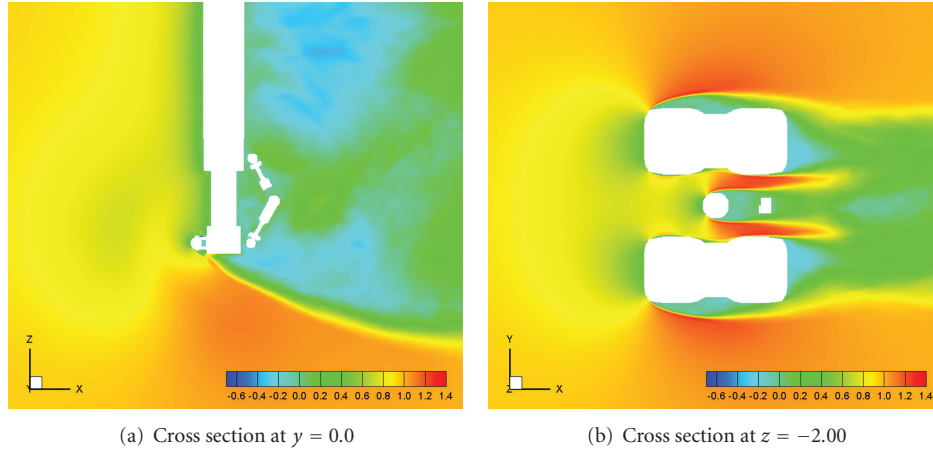 Z
Y
X
-0.6 -0.4 -0.2 0.0 0.2 0.4 0.6 0.8 1.0 1.2 1.4
Y
Z
X
-0.6 -0.4 -0.2 0.0 0.2 0.4 0.6 0.8 1.0 1.2 1.4
(a) Cross section at y = 0.0
(b) Cross section at z = −2.00